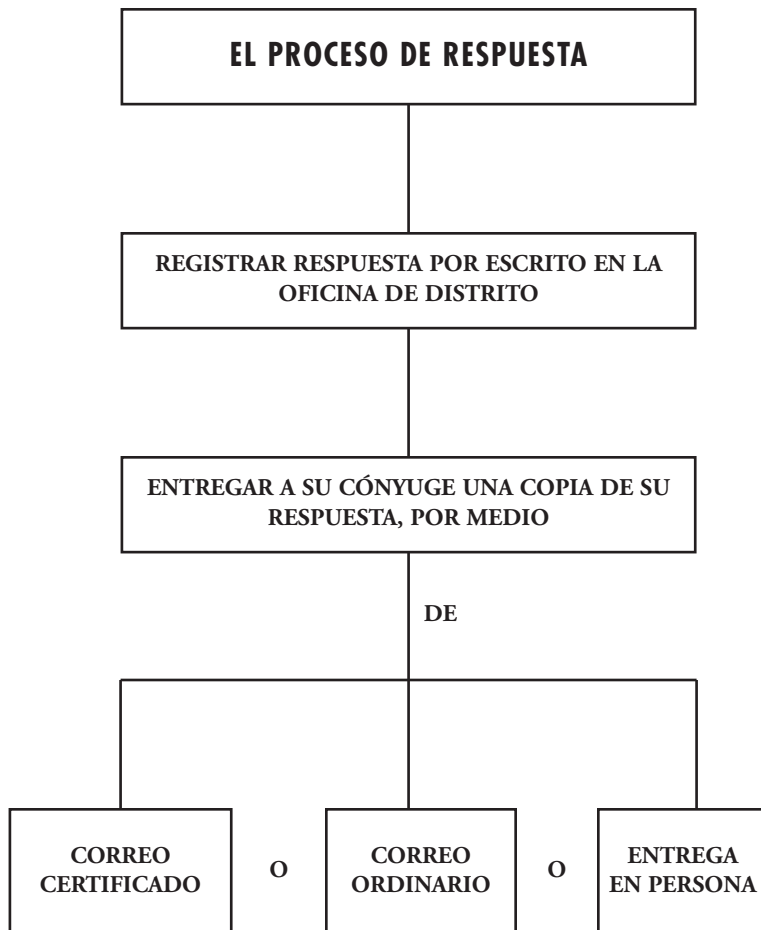 EL PROCESO DE RESPUESTA
REGISTRAR RESPUESTA POR ESCRITO EN LA
OFICINA DE DISTRITO
ENTREGAR A SU CÓNYUGE UNA COPIA DE SU
RESPUESTA, POR MEDIO
DE
CORREO
CERTIFICADO
O
CORREO
ORDINARIO
O
ENTREGA
EN PERSONA